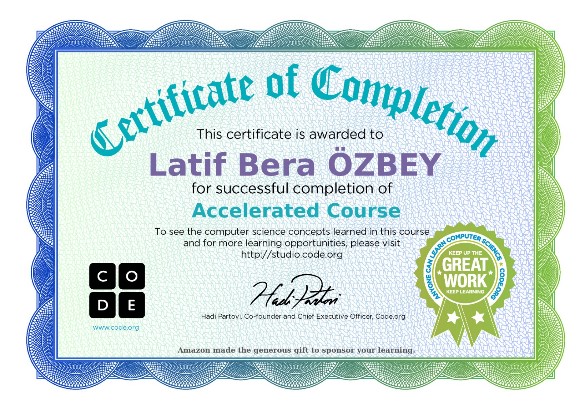 Certificate of Completion
This certificate is awarded to
Latif Bera ÖZBEY
for successful completion of
Accelerated Course
To see the computer science concepts learned in this course
and for more learning opportunities, please visit
http://studio.code.org
C O
D E
www.code.org
Hadi Partovi
Hadi Partovi, Co-founder and Chief Executive Officer, Code.org
ANYONE CAN LEARN COMPUTER SCIENCE • CODE.ORG
KEEP UP THE
GREAT
WORK
KEEP LEARNING
Amazon made the generous gift to sponsor your learning.